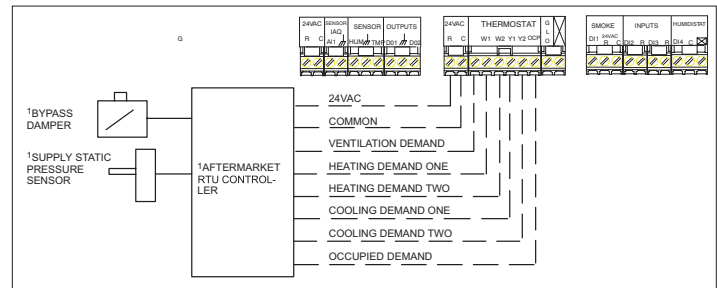 24VAC
R C
SENSOR
IAQ
AI1
SENSOR
HUM TMP
OUTPUTS
D01 D02
24VAC
R C
THERMOSTAT
W1 W2 Y1 Y2 OCP
G
L
O
SMOKE
DI1 24VAC R C
INPUTS
DI2 R DI3 R
HUMIDISTAT
DI4 C
G
24VAC
COMMON
VENTILATION DEMAND
HEATING DEMAND ONE
HEATING DEMAND TWO
COOLING DEMAND ONE
COOLING DEMAND TWO
OCCUPIED DEMAND
1BYPASS
DAMPER
1SUPPLY STATIC
PRESSURE
SENSOR
1AFTERMARKET
RTU CONTROL-
LER